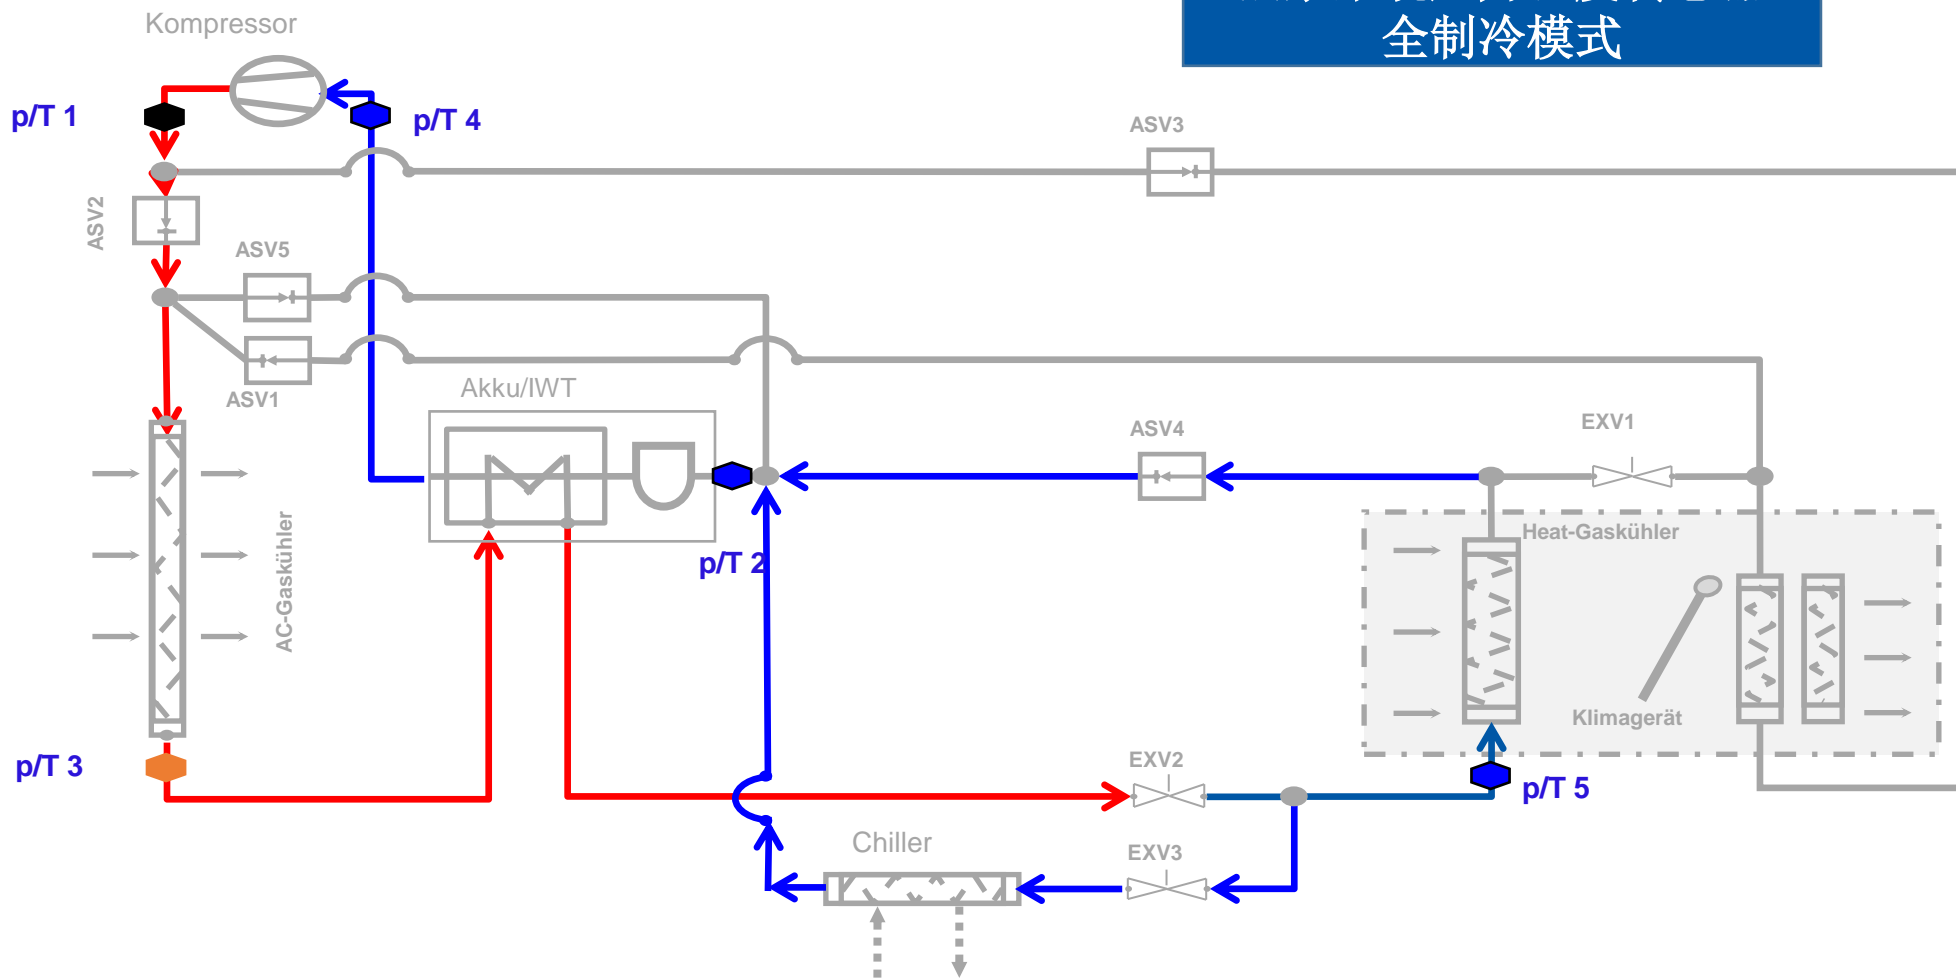 全制冷模式
Kompressor
p/T 1
p/T 4
ASV3
ASV2
ASV5
ASV1
Akku/IWT
ASV4
EXV1
Heat-Gaskühler
AC-Gaskühler
p/T 2
Klimagerät
p/T 3
EXV2
p/T 5
Chiller
EXV3